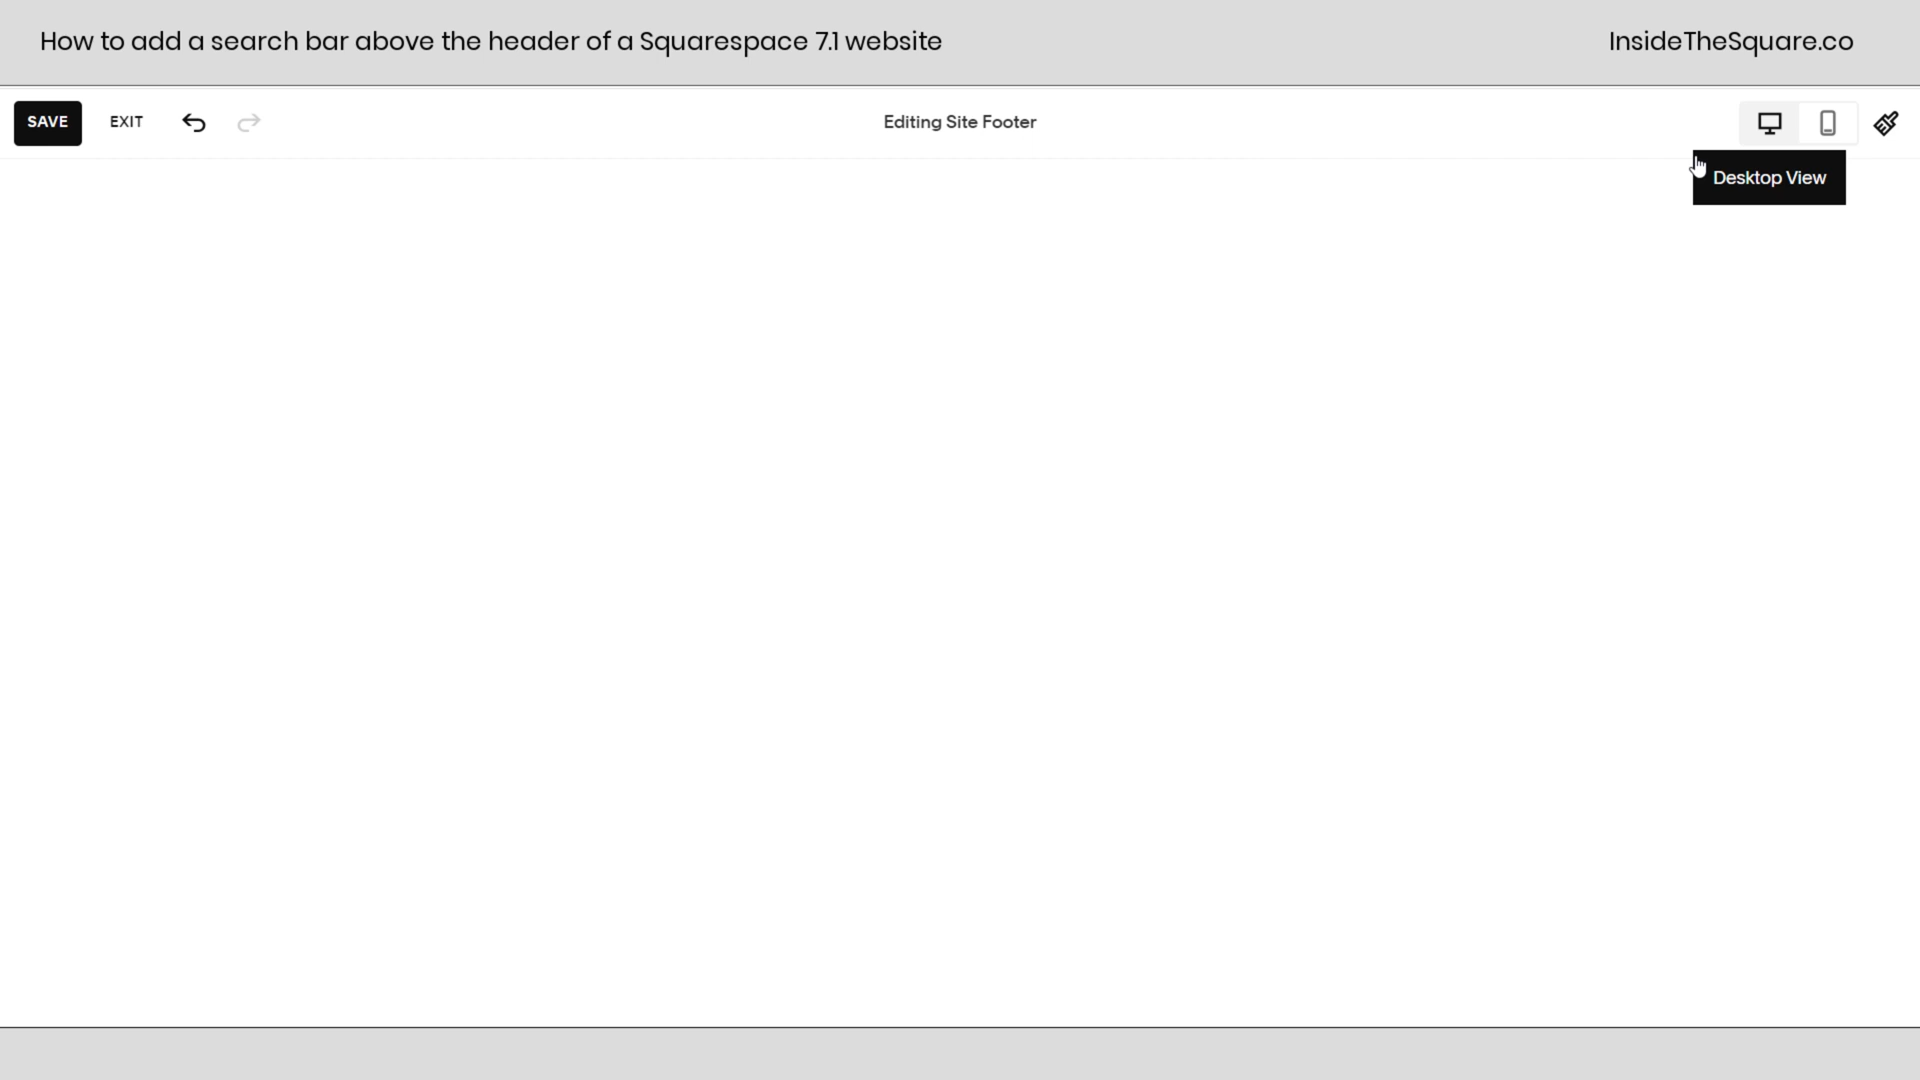 How to add a search bar above the header of a Squarespace 7.1 website
InsideTheSquare.co
SAVE
EXIT
Editing Site Footer
Desktop View